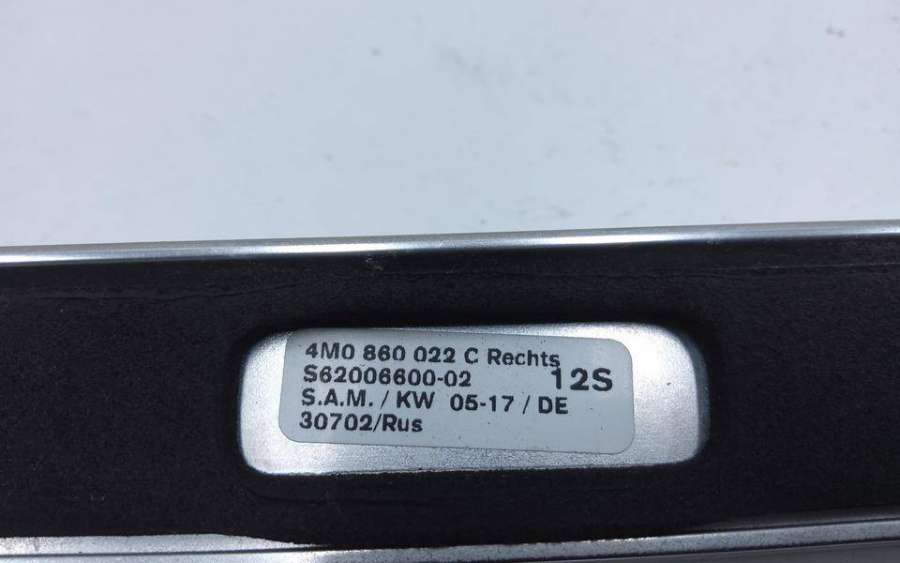 4M0 860 022 C Rechts
S62006600-02 12S
S.A.M. / KW 05-17 / DE
30702/Rus